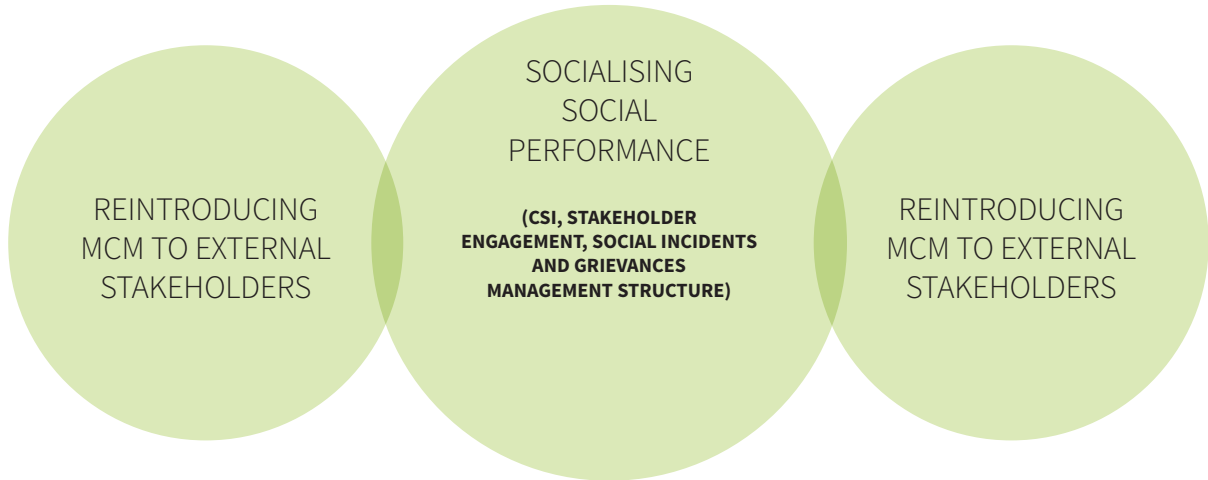 REINTRODUCING
MCM TO EXTERNAL
STAKEHOLDERS
SOCIALISING
SOCIAL
PERFORMANCE
(CSI, STAKEHOLDER
ENGAGEMENT, SOCIAL INCIDENTS
AND GRIEVANCES
MANAGEMENT STRUCTURE)
REINTRODUCING
MCM TO EXTERNAL
STAKEHOLDERS